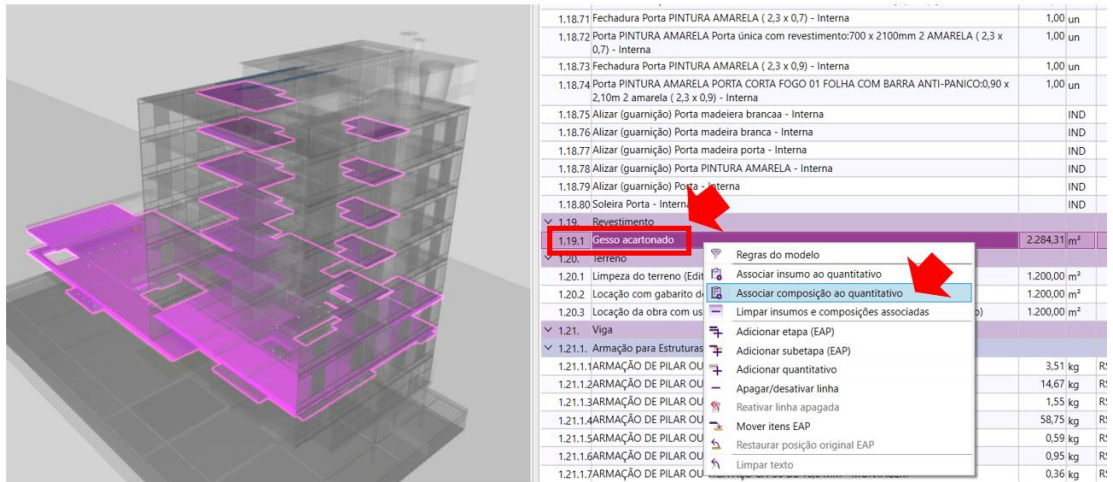 1.18.71 Fechadura Porta PINTURA AMARELA ( 2,3 x 0,7) - Interna 1,00 un
1.18.72 Porta PINTURA AMARELA Porta única com revestimento:700 x 2100mm 2 AMARELA ( 2,3 x 1,00 un
0,7) - Interna
1.18.73 Fechadura Porta PINTURA AMARELA ( 2,3 x 0,9) - Interna 1,00 un
1.18.74 Porta PINTURA AMARELA PORTA CORTA FOGO 01 FOLHA COM BARRA ANTI-PANICO:0,90 x 1,00 un
2,10m 2 amarela ( 2,3 x 0,9) - Interna
1.18.75 Alizar (guarnição) Porta madeiera brancaa - Interna IND
1.18.76 Alizar (guarnição) Porta madeira branca - Interna IND
1.18.77 Alizar (guarnição) Porta madeira porta - Interna IND
1.18.78 Alizar (guarnição) Porta PINTURA AMARELA - Interna IND
1.18.79 Alizar (guarnição) Porta - Interna IND
1.18.80 Soleira Porta - Interna IND
1.19. Revestimento
1.19.1 Gesso acartonado 2.284,31 m²
1.20. Terreno
1.20.1 Limpeza do terreno (Edit 1.200,00 m²
1.20.2 Locação com gabarito d 1.200,00 m²
1.20.3 Locação da obra com us 1.200,00 m²
1.21. Viga
1.21.1. Armação para Estruturas
1.21.1.1 ARMAÇÃO DE PILAR OU 3,51 kg R$
1.21.1.2 ARMAÇÃO DE PILAR OU 14,67 kg R$
1.21.1.3 ARMAÇÃO DE PILAR OU 1,55 kg R$
1.21.1.4 ARMAÇÃO DE PILAR OU 58,75 kg R$
1.21.1.5 ARMAÇÃO DE PILAR OU 0,59 kg R$
1.21.1.6 ARMAÇÃO DE PILAR OU 0,95 kg R$
1.21.1.7 ARMAÇÃO DE PILAR OU 0,36 kg R$
Regras do modelo
Associar insumo ao quantitativo
Associar composição ao quantitativo
Limpar insumos e composições associadas
Adicionar etapa (EAP)
Adicionar subetapa (EAP)
Adicionar quantitativo
Apagar/desativar linha
Reativar linha apagada
Mover itens EAP
Restaurar posição original EAP
Limpar texto